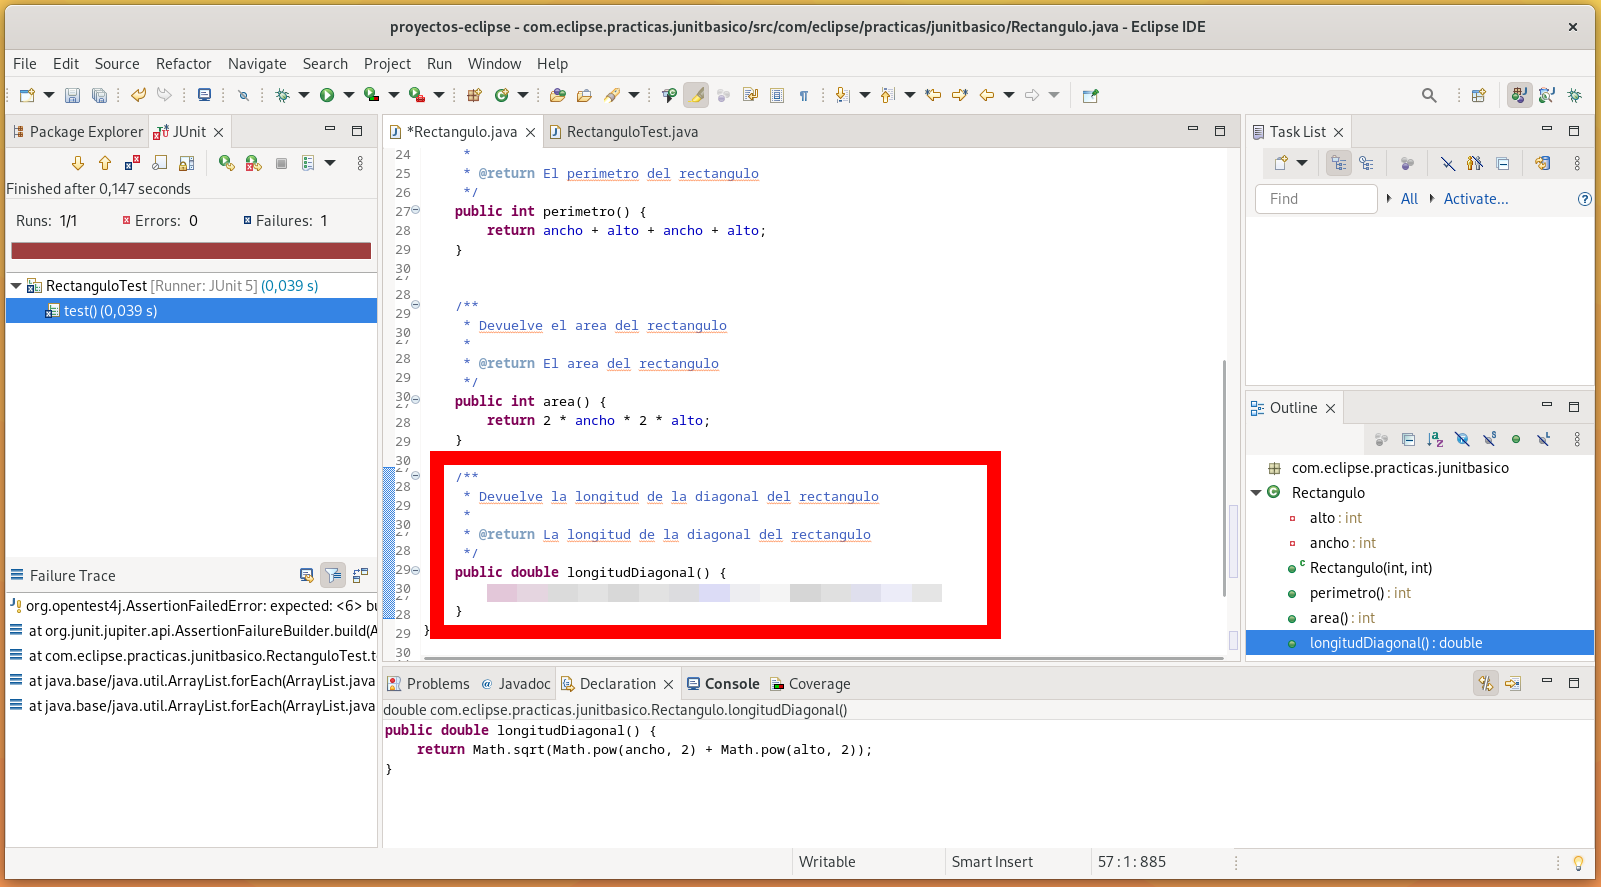 proyectos-eclipse - com.eclipse.practicas.junitbasico/src/com/eclipse/practicas/junitbasico/Rectangulo.java - Eclipse IDE
File Edit Source Refactor Navigate Search Project Run Window Help
Package Explorer JUnit
Finished after 0,147 seconds
Runs: 1/1 Errors: 0 Failures: 1
RectanguloTest [Runner: JUnit 5] (0,039 s)
test() (0,039 s)
Failure Trace
org.opentest4j.AssertionFailedError: expected: <6> bu
at org.junit.jupiter.api.AssertionFailureBuilder.build(A
at com.eclipse.practicas.junitbasico.RectanguloTest.t
at java.base/java.util.ArrayList.forEach(ArrayList.java
at java.base/java.util.ArrayList.forEach(ArrayList.java
*Rectangulo.java RectanguloTest.java
24 *
25 * @return El perimetro del rectangulo
26 */
27 public int perimetro() {
28 return ancho + alto + ancho + alto;
29 }
30
27
28
29 /**
30 * Devuelve el area del rectangulo
27 *
28 * @return El area del rectangulo
29 */
30 public int area() {
27
28 return 2 * ancho * 2 * alto;
29 }
30
27 /**
28 * Devuelve la longitud de la diagonal del rectangulo
29 *
30 * @return La longitud de la diagonal del rectangulo
27
28 */
29 public double longitudDiagonal() {
30
27
28 }
29 }
30
Problems Javadoc Declaration Console Coverage
double com.eclipse.practicas.junitbasico.Rectangulo.longitudDiagonal()
public double longitudDiagonal() {
return Math.sqrt(Math.pow(ancho, 2) + Math.pow(alto, 2));
}
Task List
Find All Activate...
Outline
com.eclipse.practicas.junitbasico
Rectangulo
alto : int
ancho : int
Rectangulo(int, int)
perimetro() : int
area() : int
longitudDiagonal() : double
Writable Smart Insert 57 : 1 : 885